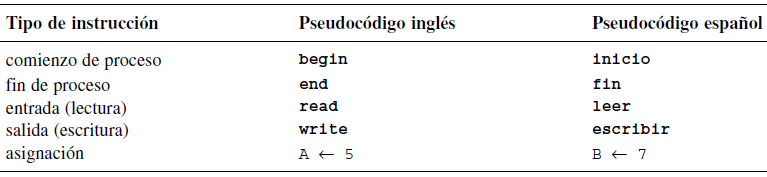 Tipo de instrucción Pseudocódigo inglés Pseudocódigo español
comienzo de proceso begin inicio
fin de proceso end fin
entrada (lectura) read leer
salida (escritura) write escribir
asignación A ← 5 B ← 7